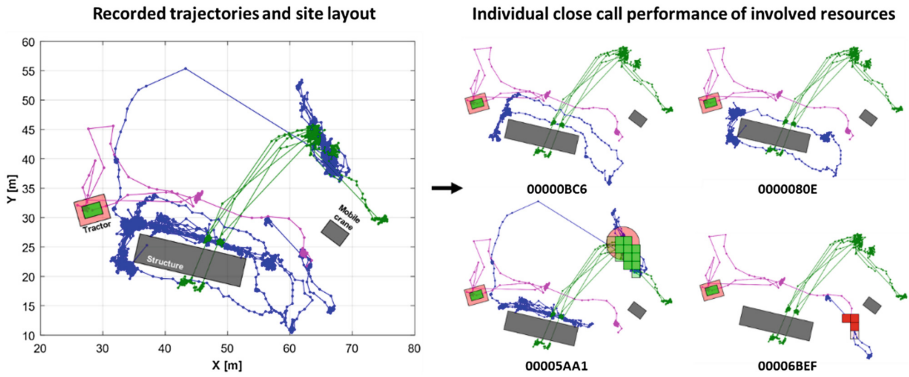 Recorded trajectories and site layout
Individual close call performance of involved resources
60
55
50
45
40
35
30
25
20
15
10
Y [m]
20
30
40
50
60
70
80
X [m]
Tractor
Structure
Mobile
crane
00000BC6
0000080E
00005AA1
00006BEF